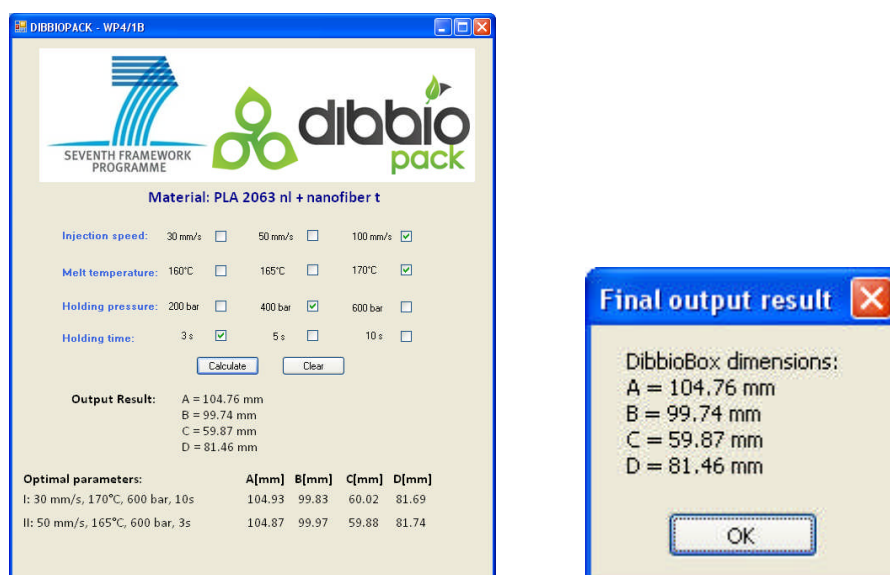 DIBBIOPACK - WP4/1B
SEVENTH FRAMEWORK
PROGRAMME
dibbio
pack
Material: PLA 2063 nl + nanofiber t
Injection speed: 30 mm/s 50 mm/s 100 mm/s
Melt temperature: 160°C 165°C 170°C
Holding pressure: 200 bar 400 bar 600 bar
Holding time: 3 s 5 s 10 s
Calculate Clear
Output Result: A = 104.76 mm
B = 99.74 mm
C = 59.87 mm
D = 81.46 mm
Optimal parameters: A[mm] B[mm] C[mm] D[mm]
I: 30 mm/s, 170°C, 600 bar, 10s 104.93 99.83 60.02 81.69
II: 50 mm/s, 165°C, 600 bar, 3s 104.87 99.97 59.88 81.74
Final output result
DibbioBox dimensions:
A = 104.76 mm
B = 99.74 mm
C = 59.87 mm
D = 81.46 mm
OK